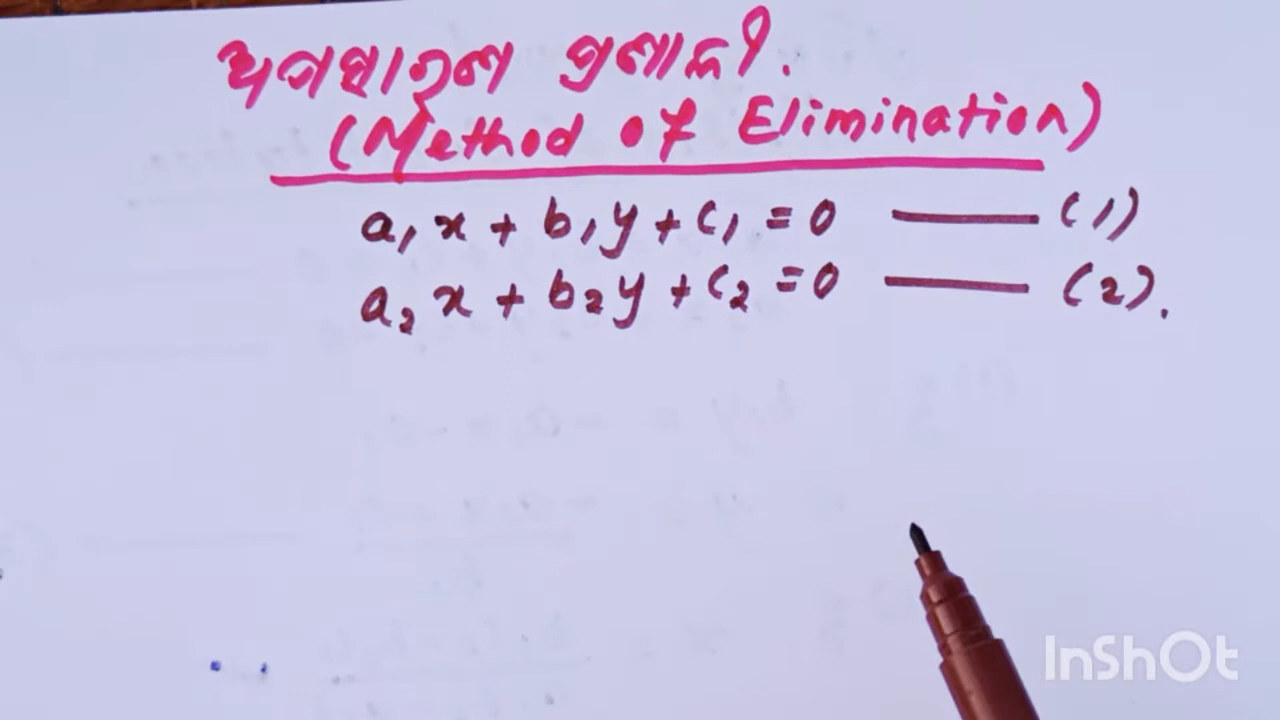 ଅପସାରଣ ପ୍ରଣାଳୀ.
(Method of Elimination)
a₁x + b₁y + c₁ = 0 —— (1)
a₂x + b₂y + c₂ = 0 —— (2).
InShOt